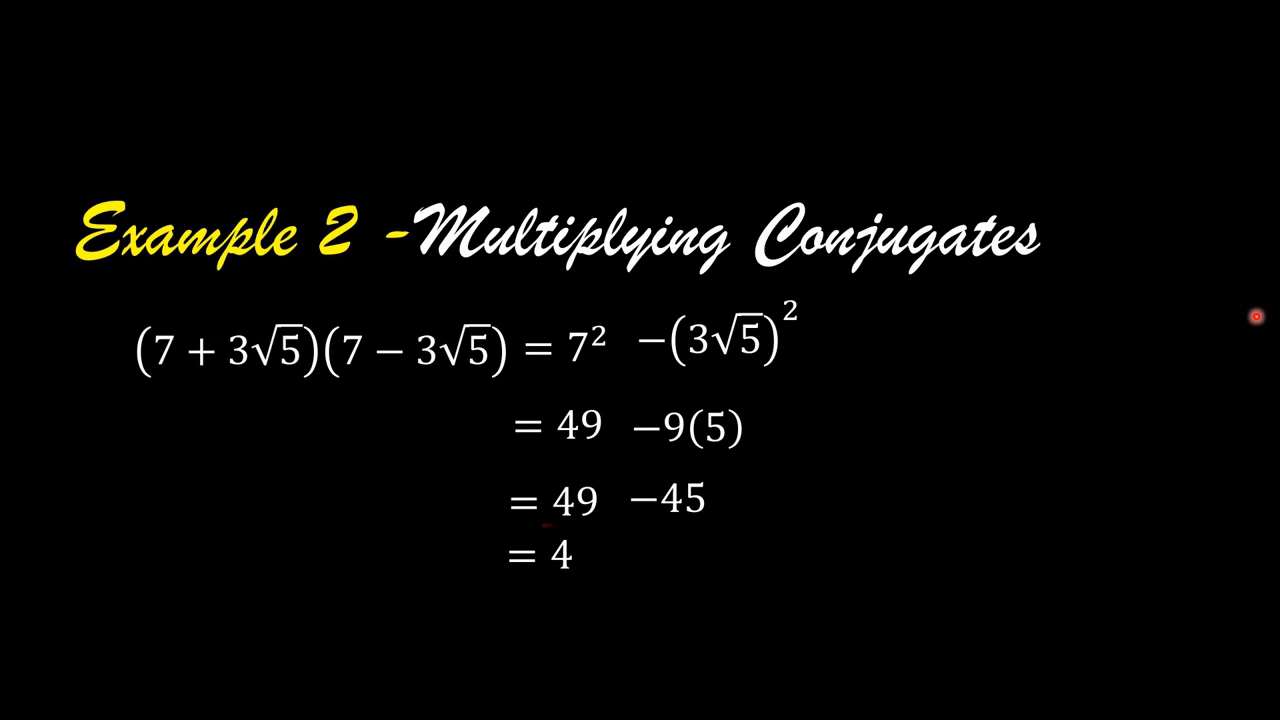 Example 2 -Multiplying Conjugates
(7 + 3√5)(7 − 3√5) = 7² −(3√5)²
= 49 −9(5)
= 49 −45
= 4